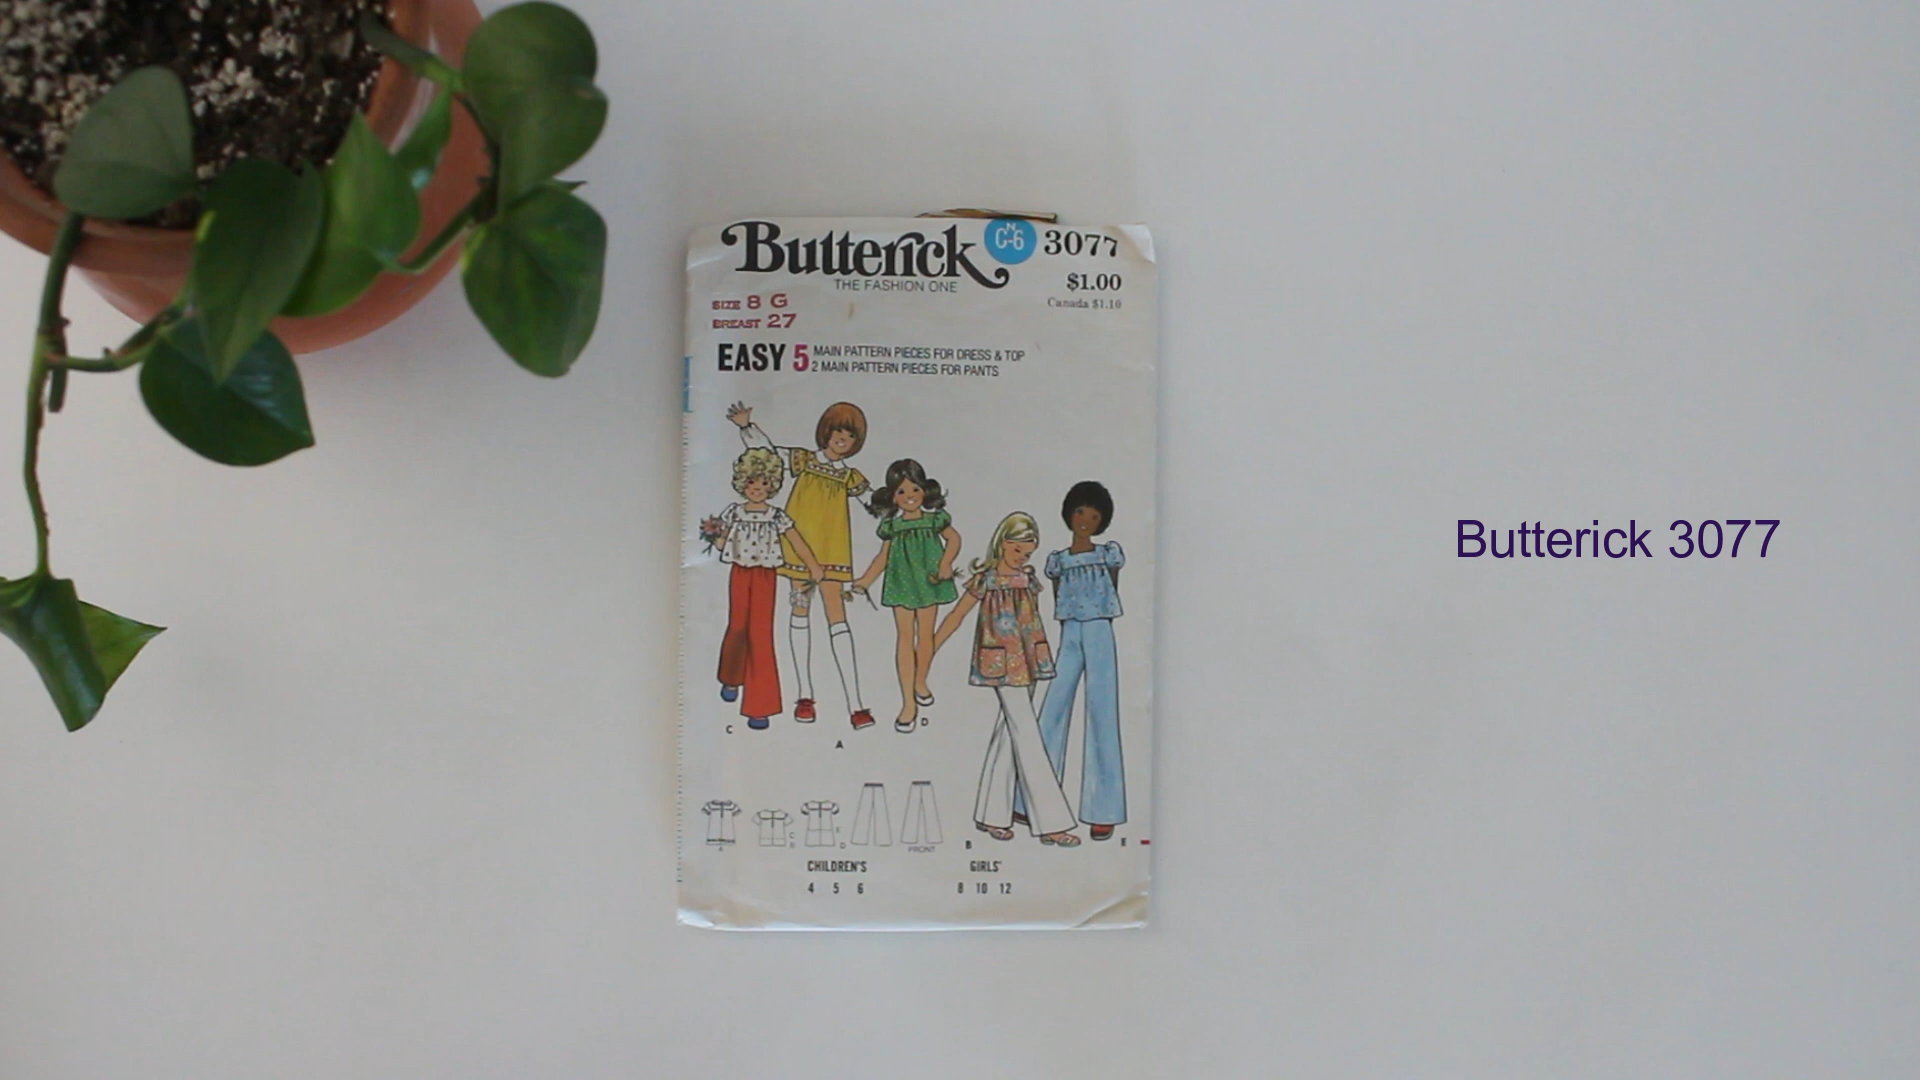 Butterick
THE FASHION ONE
N
C-6
3077
$1.00
Canada $1.10
SIZE 8 G
BREAST 27
EASY 5 MAIN PATTERN PIECES FOR DRESS & TOP
2 MAIN PATTERN PIECES FOR PANTS
Butterick 3077
C
A
D
B
E
A
C
B
E
D
FRONT
CHILDREN'S
4 5 6
GIRLS'
8 10 12